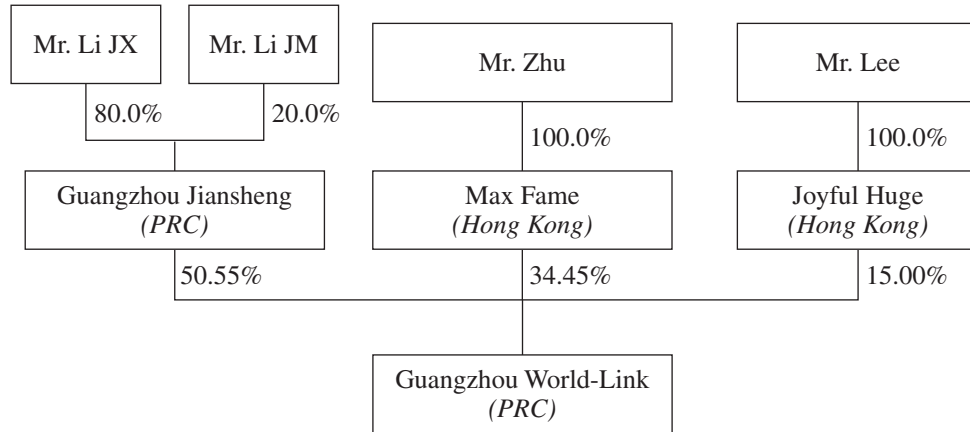 Mr. Li JX
Mr. Li JM
Mr. Zhu
Mr. Lee
80.0%
20.0%
100.0%
100.0%
Guangzhou Jiansheng
(PRC)
Max Fame
(Hong Kong)
Joyful Huge
(Hong Kong)
50.55%
34.45%
15.00%
Guangzhou World-Link
(PRC)